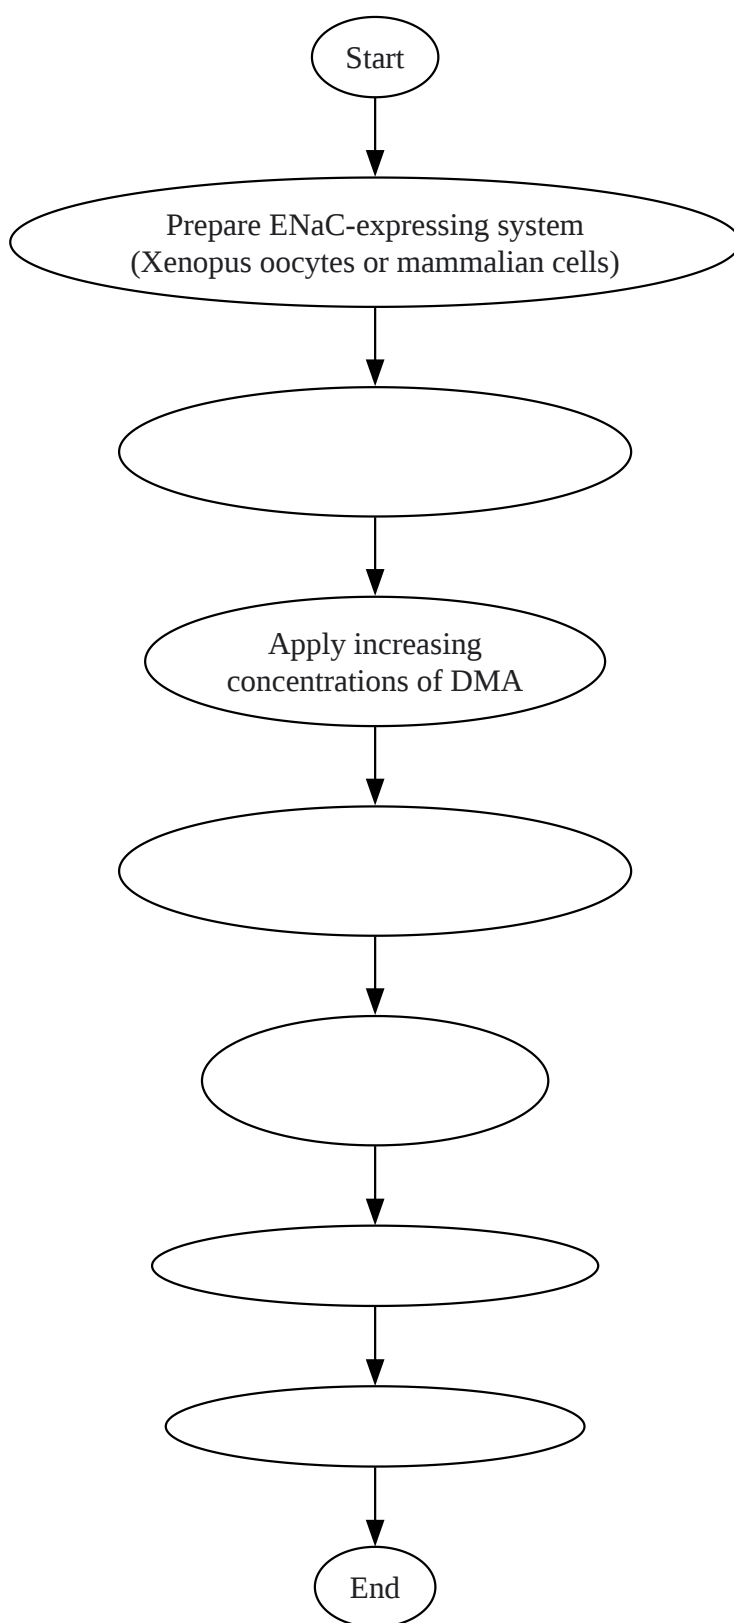 Start
Prepare ENaC-expressing system
(Xenopus oocytes or mammalian cells)
Apply increasing
concentrations of DMA
End